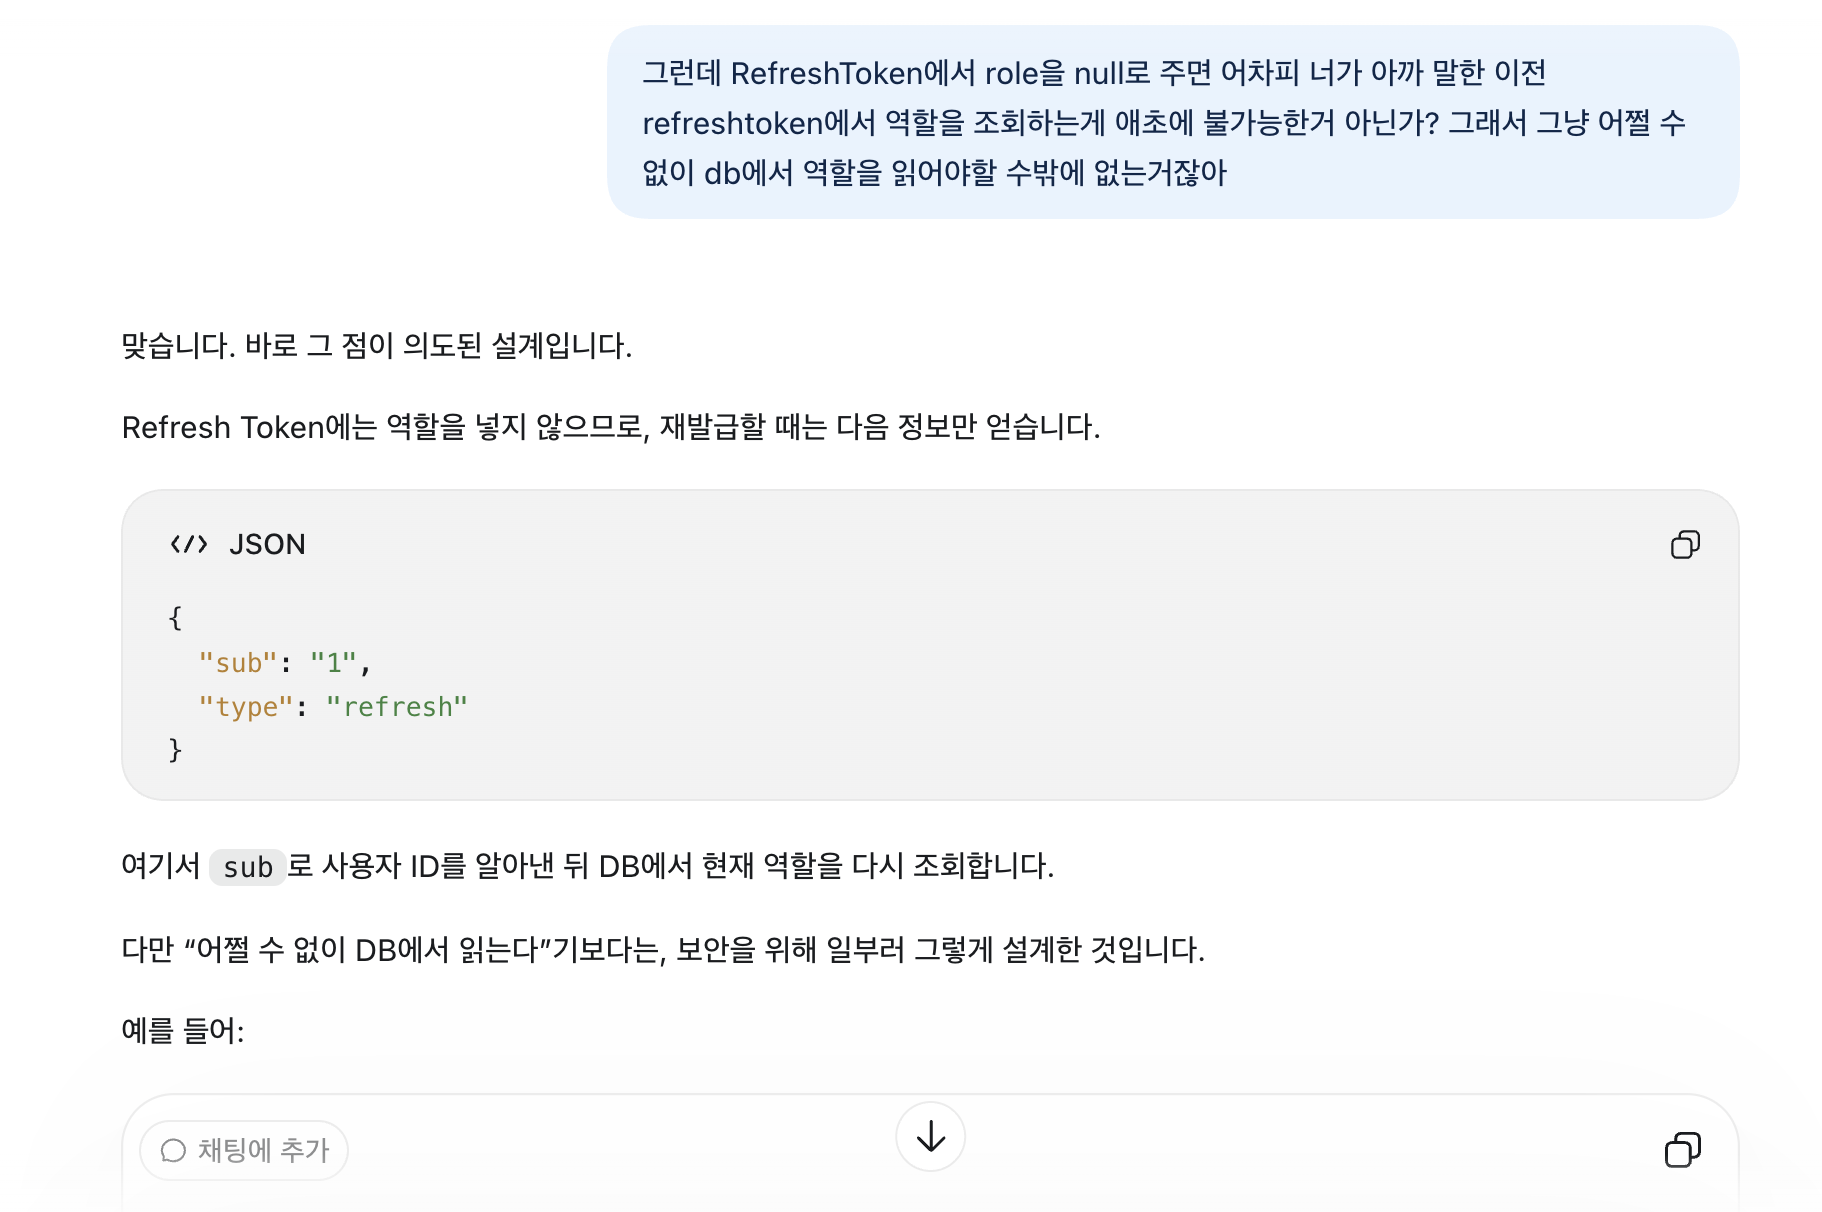 그런데 RefreshToken에서 role을 null로 주면 어차피 너가 아까 말한 이전
refreshtoken에서 역할을 조회하는게 애초에 불가능한거 아닌가? 그래서 그냥 어쩔 수
없이 db에서 역할을 읽어야할 수밖에 없는거잖아
맞습니다. 바로 그 점이 의도된 설계입니다.
Refresh Token에는 역할을 넣지 않으므로, 재발급할 때는 다음 정보만 얻습니다.
</> JSON
{
  "sub": "1",
  "type": "refresh"
}
여기서 sub로 사용자 ID를 알아낸 뒤 DB에서 현재 역할을 다시 조회합니다.
다만 “어쩔 수 없이 DB에서 읽는다”기보다는, 보안을 위해 일부러 그렇게 설계한 것입니다.
예를 들어:
채팅에 추가